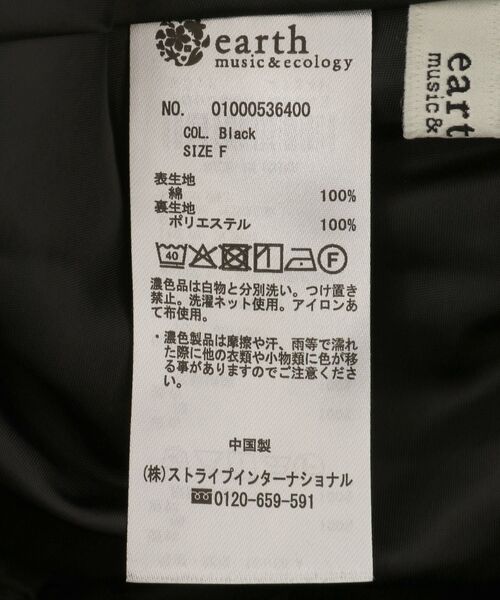 earth
music&ecology
NO. 01000536400
COL. Black
SIZE F
表生地
綿 100%
裏生地
ポリエステル 100%
40
F
濃色品は白物と分別洗い。つけ置き
禁止。洗濯ネット使用。アイロンあ
て布使用。
・濃色製品は摩擦や汗、雨等で濡れ
た際に他の衣類や小物類に色が移
る事がありますのでご注意くださ
い。
中国製
(株)ストライプインターナショナル
0120-659-591
eart
music &